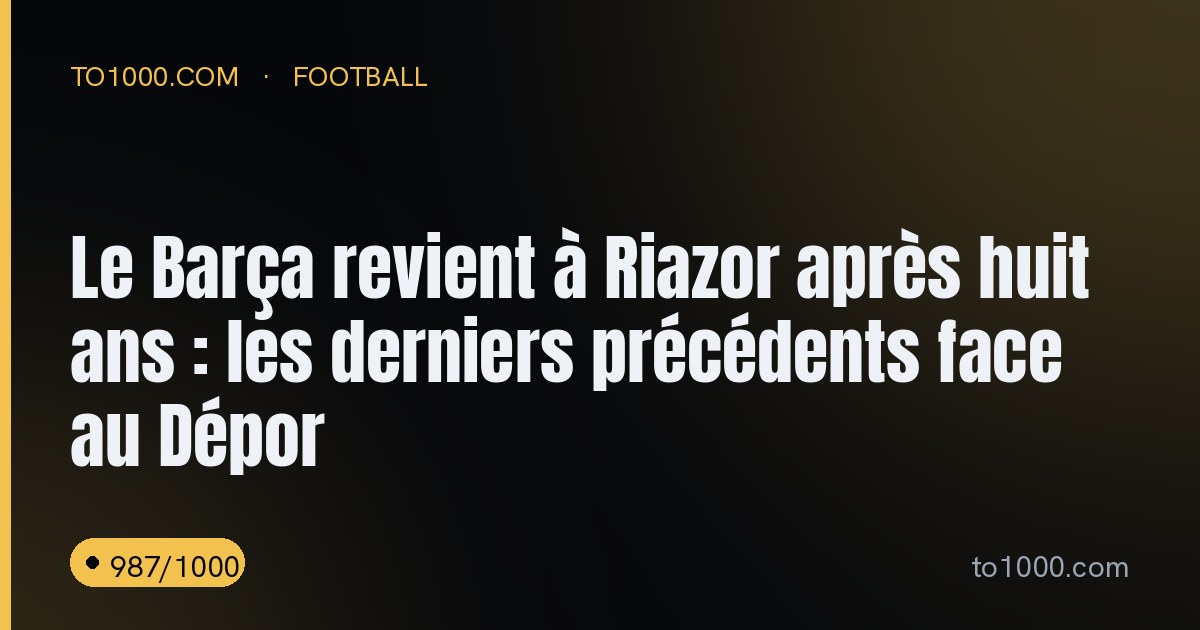 TO1000.COM · FOOTBALL
Le Barça revient à Riazor après huit
ans : les derniers précédents face
au Dépor
987/1000
to1000.com